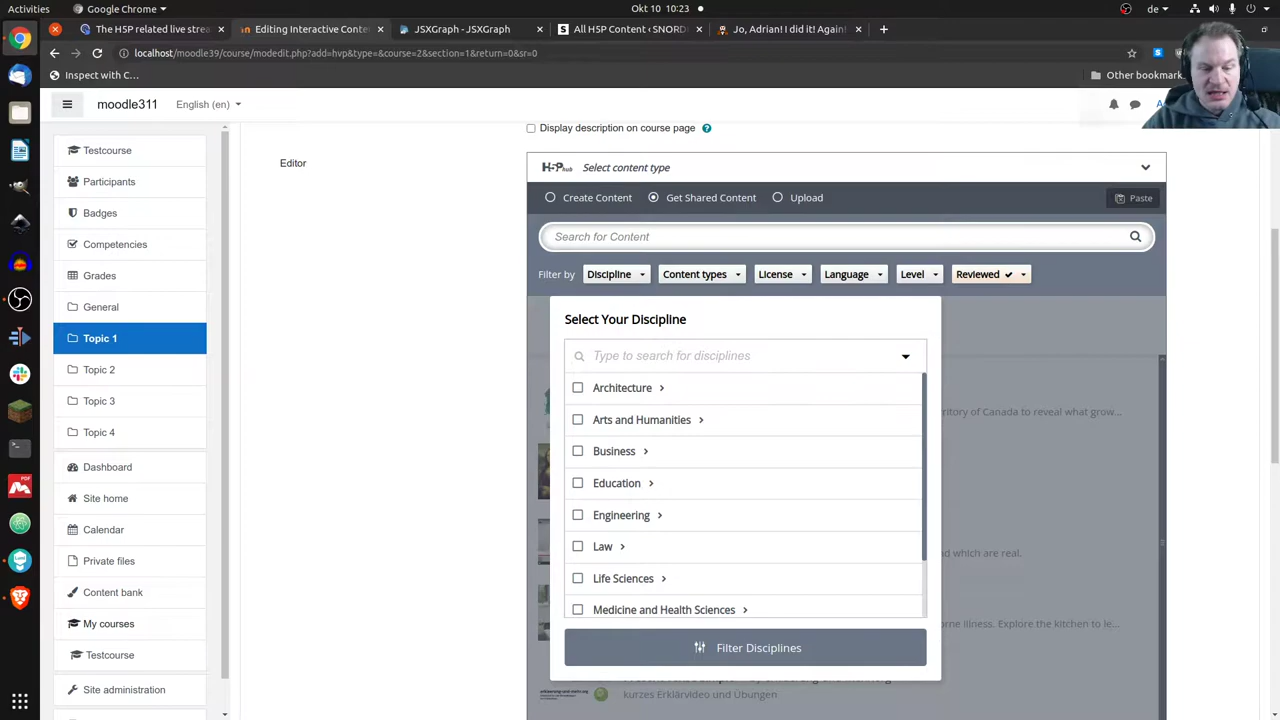 Activities
Google Chrome
Okt 10 10:23
de
The H5P related live strea
Editing Interactive Conte
JSXGraph - JSXGraph
All H5P Content ‹ SNORD
Jo, Adrian! I did it! Again!
localhost/moodle39/course/modedit.php?add=hvp&type=&course=2&section=1&return=0&sr=0
Inspect with C...
Other bookmark
moodle311
English (en)
Testcourse
Participants
Badges
Competencies
Grades
General
Topic 1
Topic 2
Topic 3
Topic 4
Dashboard
Site home
Calendar
Private files
Content bank
My courses
Testcourse
Site administration
Display description on course page
Editor
H5P hub
Select content type
Create Content
Get Shared Content
Upload
Paste
Search for Content
Filter by
Discipline
Content types
License
Language
Level
Reviewed
Select Your Discipline
Type to search for disciplines
Architecture
Arts and Humanities
Business
Education
Engineering
Law
Life Sciences
Medicine and Health Sciences
Filter Disciplines
rritory of Canada to reveal what grow...
d which are real.
orne illness. Explore the kitchen to le...
kurzes Erklärvideo und Übungen